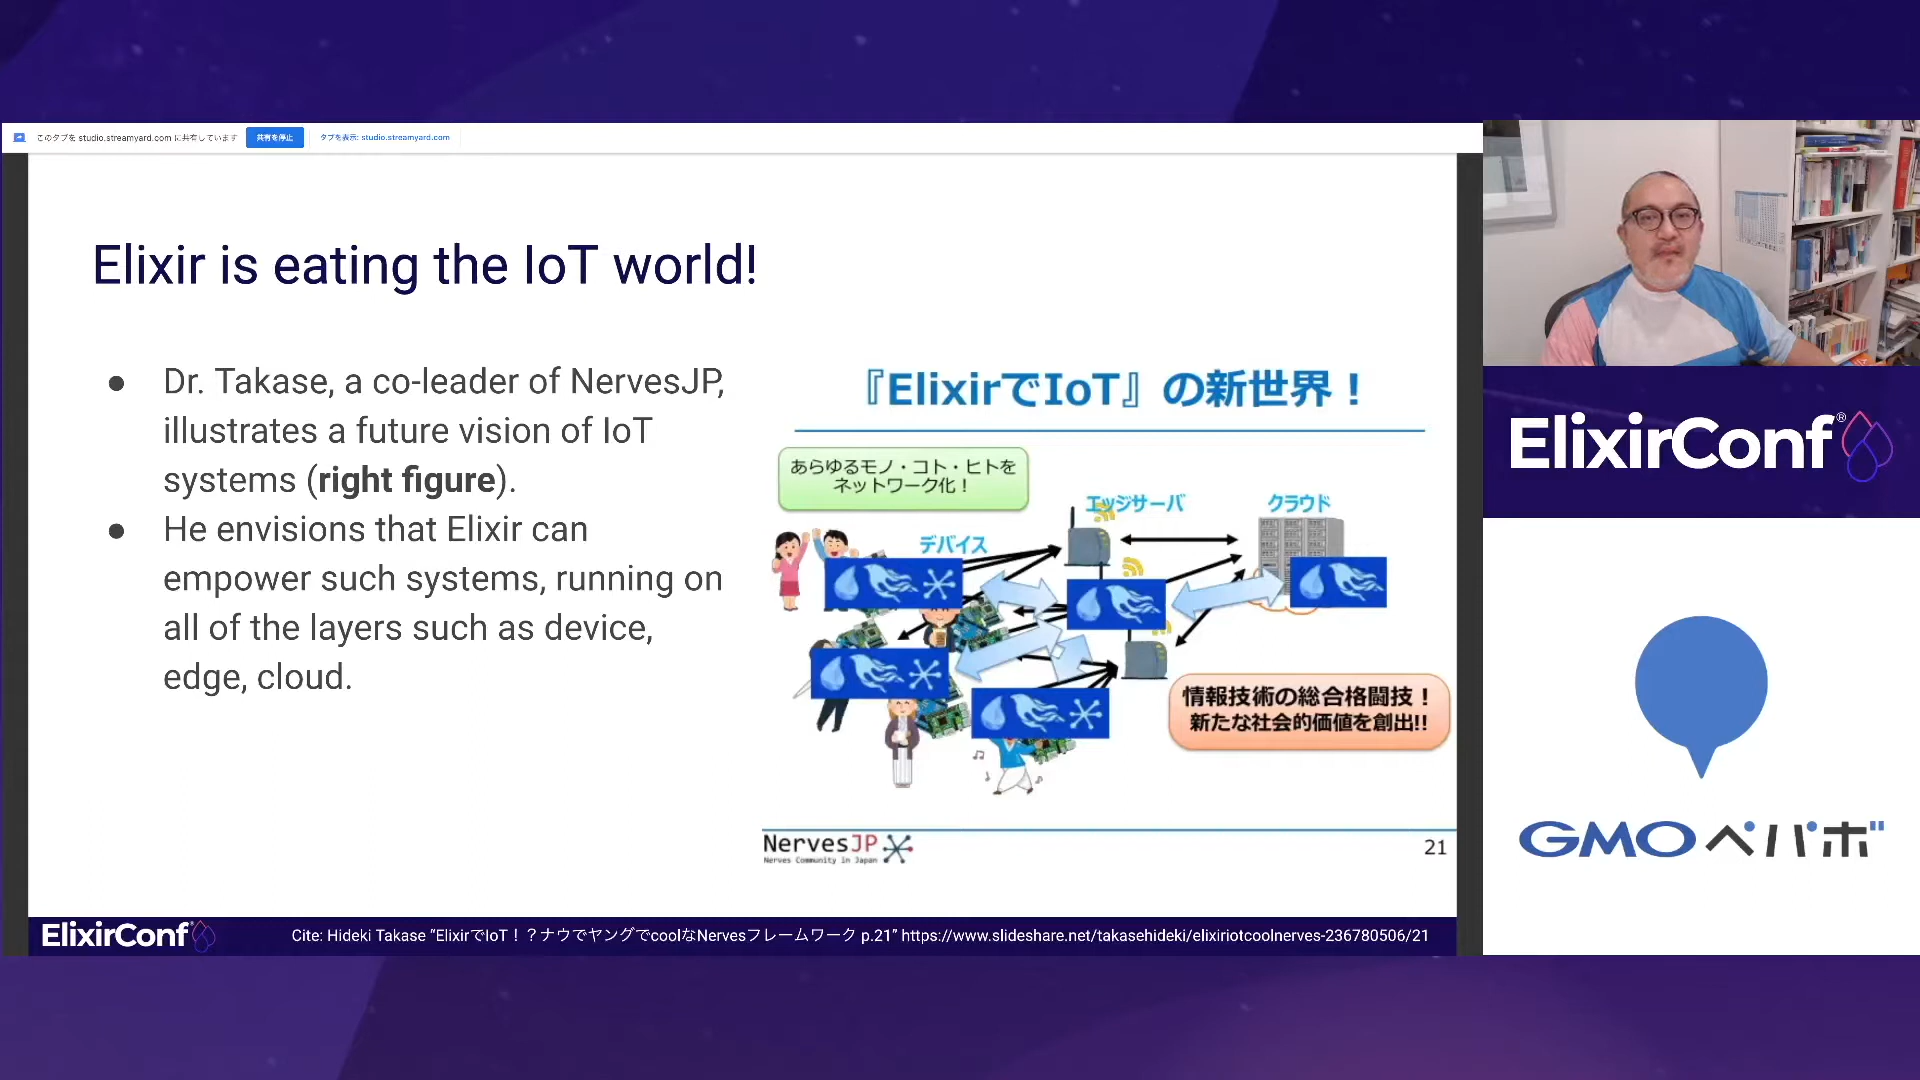 このタブを studio.streamyard.com に共有しています
共有を停止
タブを表示: studio.streamyard.com
Elixir is eating the IoT world!
● Dr. Takase, a co-leader of NervesJP,
illustrates a future vision of IoT
systems (right figure).
● He envisions that Elixir can
empower such systems, running on
all of the layers such as device,
edge, cloud.
『ElixirでIoT』の新世界！
あらゆるモノ・コト・ヒトを
ネットワーク化！
エッジサーバ
クラウド
デバイス
情報技術の総合格闘技！
新たな社会的価値を創出!!
NervesJP
Nerves Community in Japan
21
ElixirConf
Cite: Hideki Takase “ElixirでIoT！？ナウでヤングでcoolなNervesフレームワーク p.21” https://www.slideshare.net/takasehideki/elixiriotcoolnerves-236780506/21
ElixirConf®
GMOペパボ